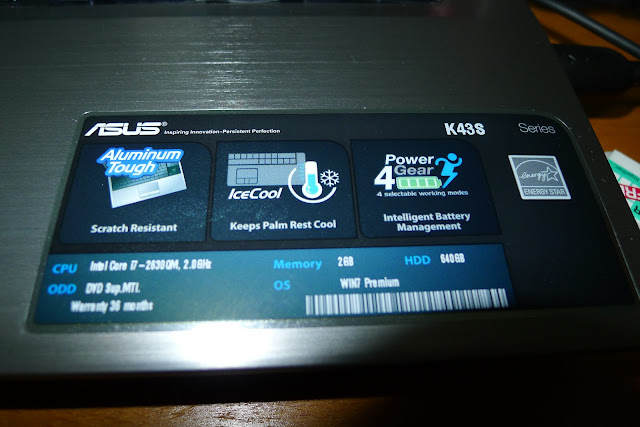 ASUS Inspiring Innovation•Persistent Perfection K43S Series
Aluminum
Tough
Scratch Resistant
IceCool
Keeps Palm Rest Cool
Power
4 Gear
4 selectable working modes
Intelligent Battery
Management
energy
ENERGY STAR
CPU Intel Core i7-2630QM, 2.0GHz Memory 2GB HDD 640GB
ODD DVD Sup.MTL OS WIN7 Premium
Warranty 36 months